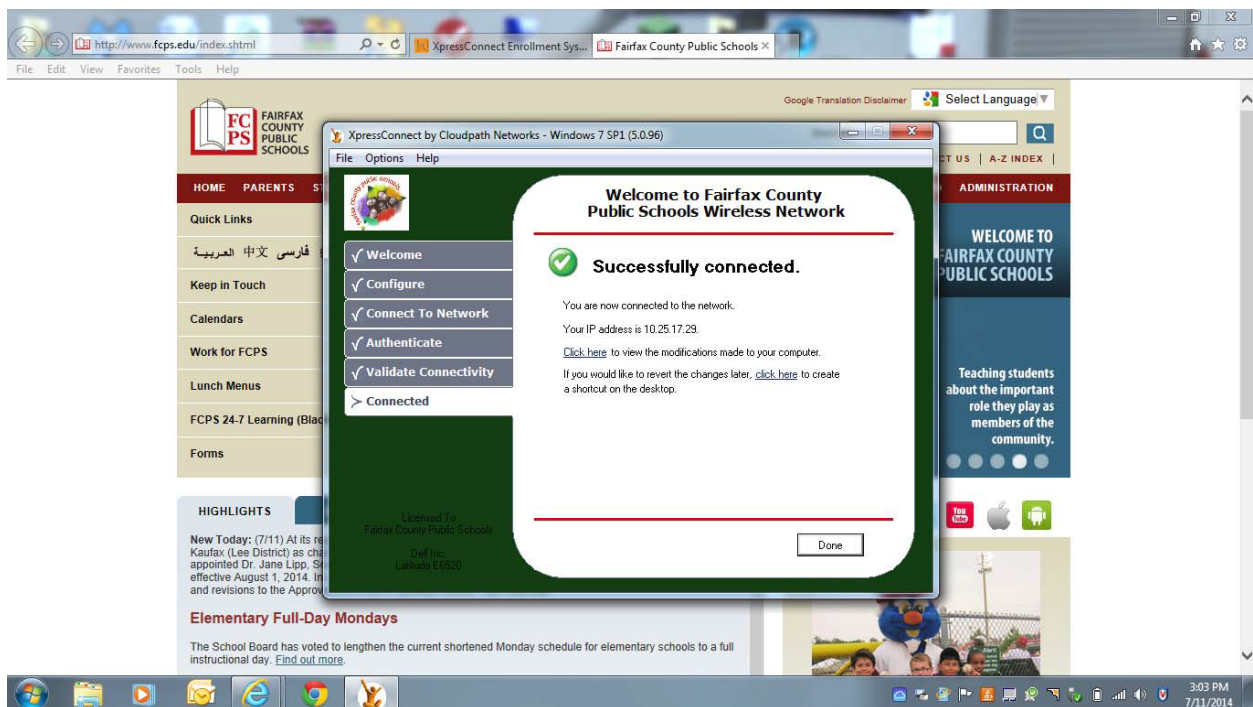 http://www.fcps.edu/index.shtml
XpressConnect Enrollment Sys...
Fairfax County Public Schools
File Edit View Favorites Tools Help
Google Translation Disclaimer
Select Language
FC
PS
FAIRFAX
COUNTY
PUBLIC
SCHOOLS
CT US | A-Z INDEX |
HOME PARENTS ST
ADMINISTRATION
Quick Links
العربية 中文 فارسی
Keep in Touch
Calendars
Work for FCPS
Lunch Menus
FCPS 24-7 Learning (Blac
Forms
WELCOME TO
FAIRFAX COUNTY
PUBLIC SCHOOLS
Teaching students
about the important
role they play as
members of the
community.
XpressConnect by Cloudpath Networks - Windows 7 SP1 (5.0.96)
File Options Help
Welcome
Configure
Connect To Network
Authenticate
Validate Connectivity
Connected
Licensed To
Fairfax County Public Schools
Dell Inc.
Latitude E6520
Welcome to Fairfax County
Public Schools Wireless Network
Successfully connected.
You are now connected to the network.
Your IP address is 10.25.17.29.
Click here to view the modifications made to your computer.
If you would like to revert the changes later, click here to create
a shortcut on the desktop.
Done
HIGHLIGHTS
New Today: (7/11) At its re
Kaufax (Lee District) as cha
appointed Dr. Jane Lipp, S
effective August 1, 2014. In
and revisions to the Approv
Elementary Full-Day Mondays
The School Board has voted to lengthen the current shortened Monday schedule for elementary schools to a full
instructional day. Find out more.
You
Tube
3:03 PM
7/11/2014